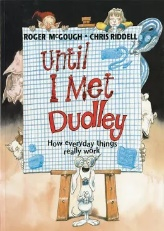 ROGER McGOUGH • CHRIS RIDDELL
Until
I Met
Dudley
How everyday things
really work